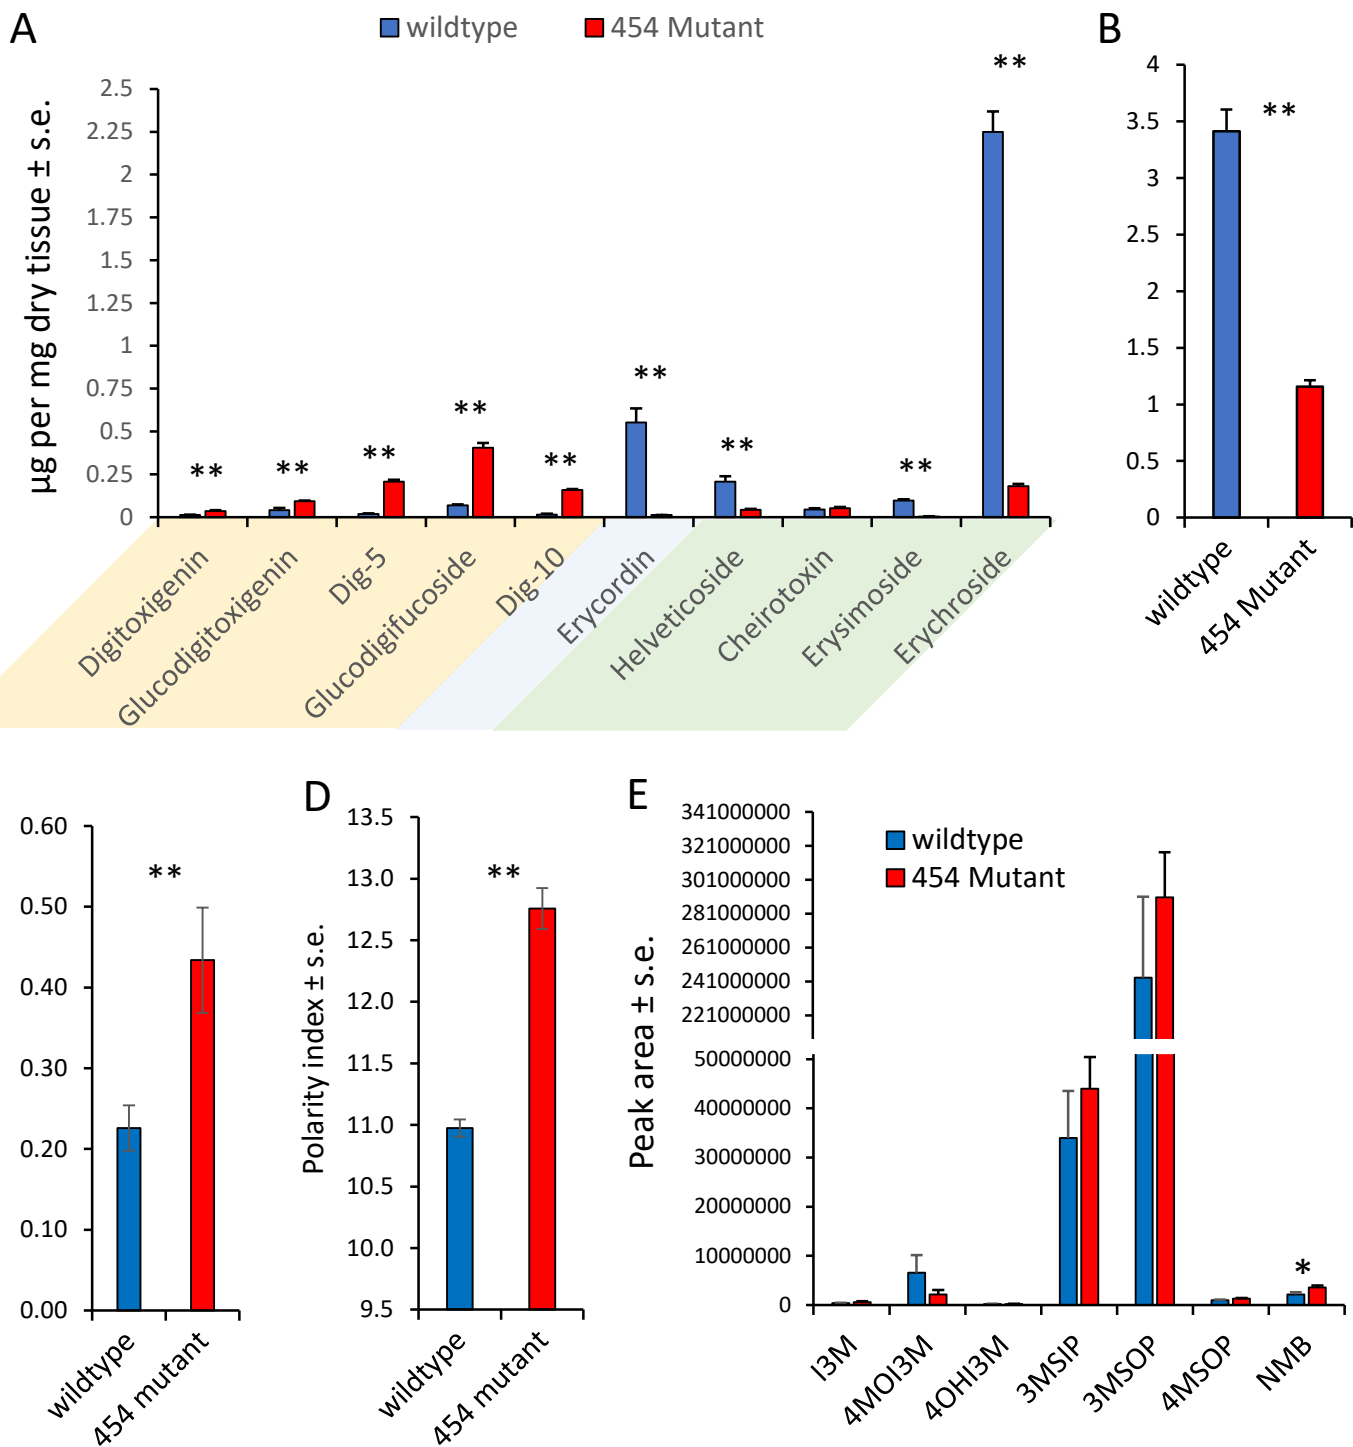 A
wildtype
454 Mutant
B
µg per mg dry tissue ± s.e.
2.5
2.25
2
1.75
1.5
1.25
1
0.75
0.5
0.25
0
**
**
**
**
**
**
**
**
**
Digitoxigenin
Glucodigitoxigenin
Dig-5
Glucodigifucoside
Dig-10
Erycordin
Helveticoside
Cheirotoxin
Erysimoside
Erychroside
4
3.5
3
2.5
2
1.5
1
0.5
0
**
wildtype
454 Mutant
0.60
0.50
0.40
0.30
0.20
0.10
0.00
**
wildtype
454 mutant
D
Polarity index ± s.e.
13.5
13.0
12.5
12.0
11.5
11.0
10.5
10.0
9.5
**
wildtype
454 mutant
E
wildtype
454 Mutant
Peak area ± s.e.
341000000
321000000
301000000
281000000
261000000
241000000
221000000
50000000
40000000
30000000
20000000
10000000
0
*
I3M
4MOI3M
4OHI3M
3MSIP
3MSOP
4MSOP
NMB